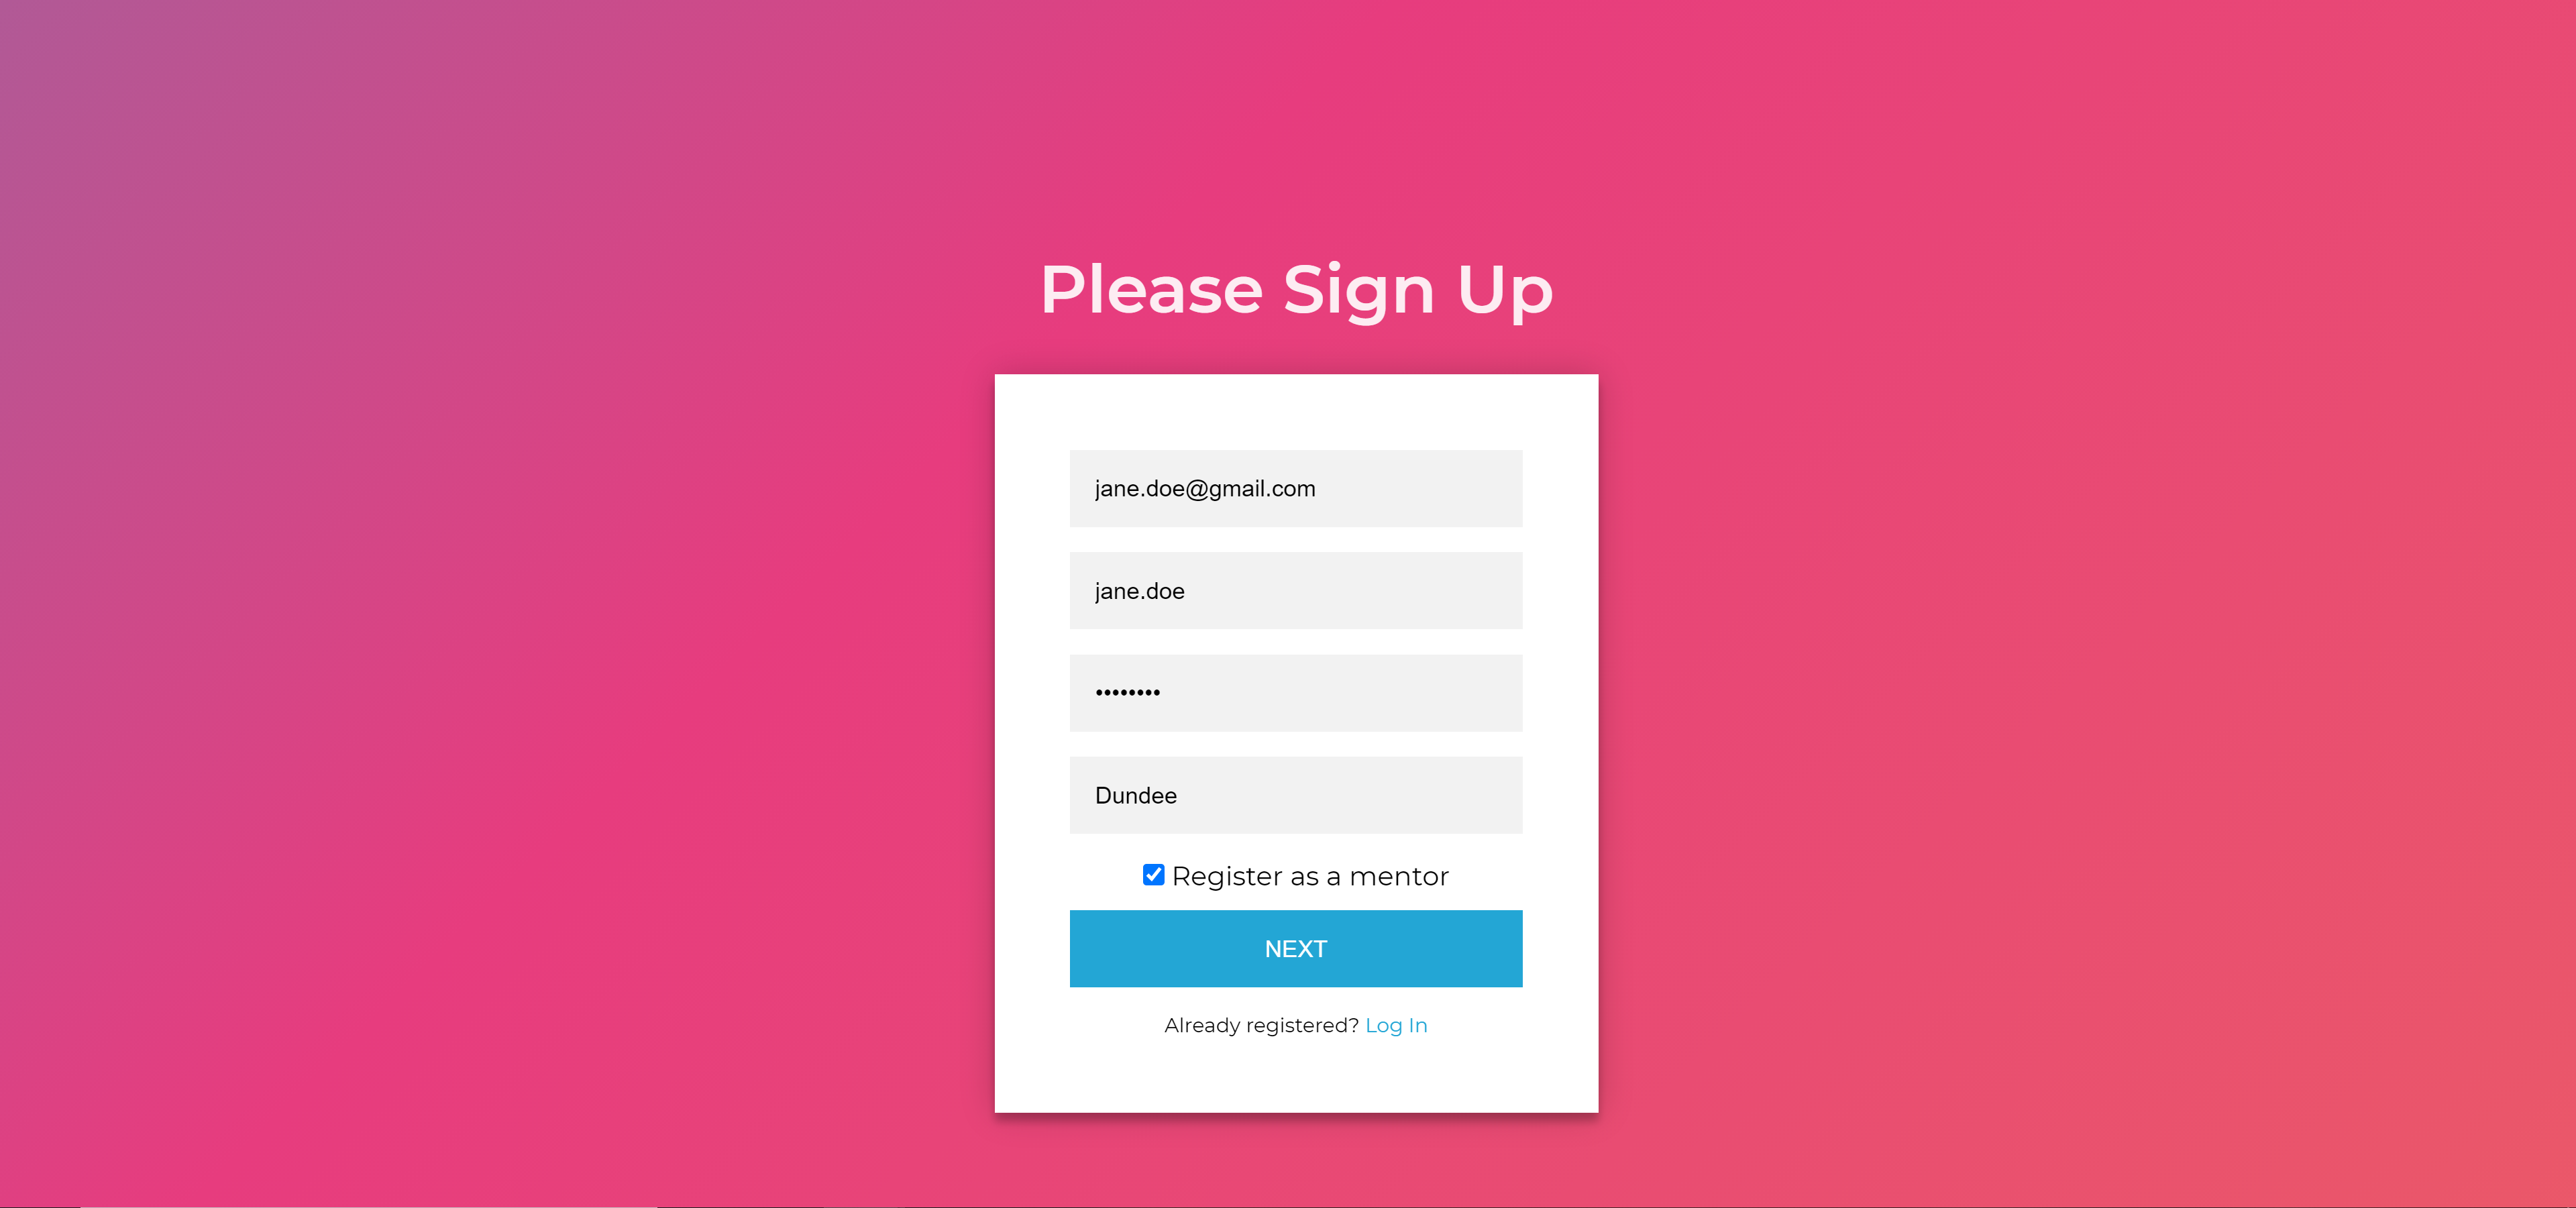 Please Sign Up
jane.doe@gmail.com
jane.doe
••••••••
Dundee
Register as a mentor
NEXT
Already registered? Log In